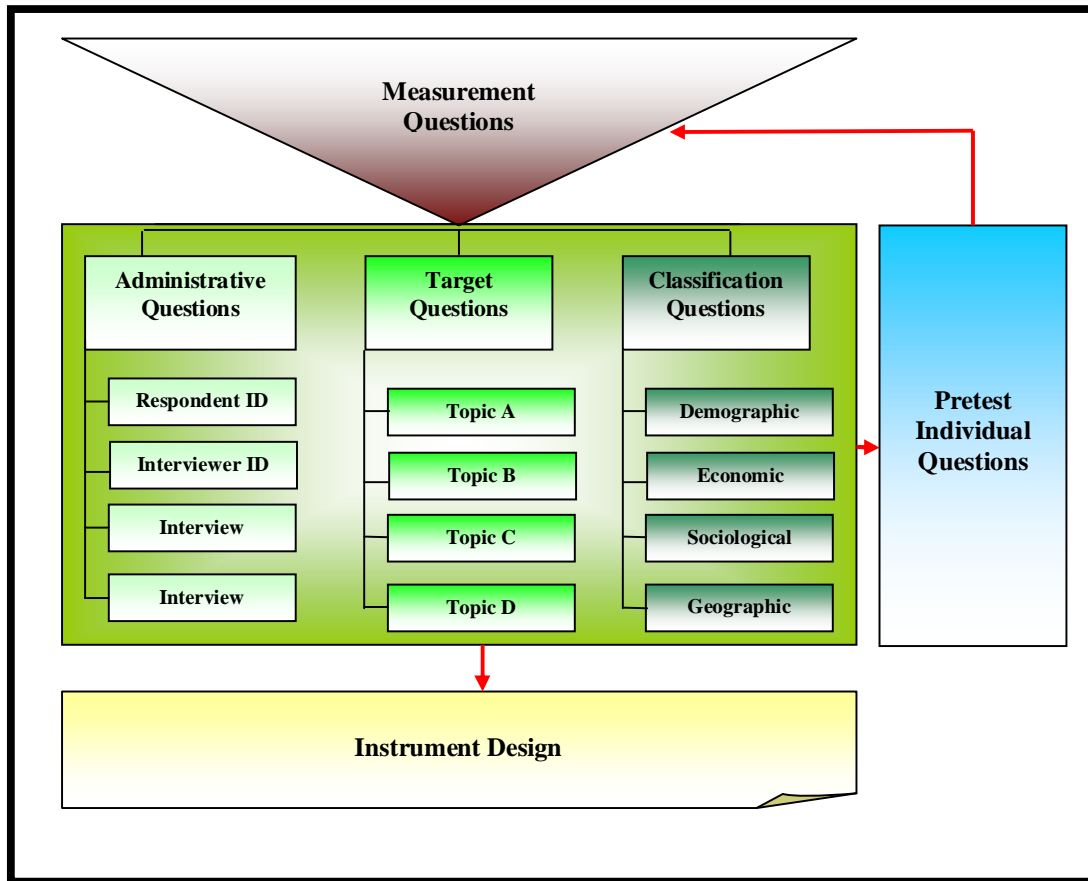 Measurement
Questions
Administrative
Questions
Respondent ID
Interviewer ID
Interview
Interview
Target
Questions
Topic A
Topic B
Topic C
Topic D
Classification
Questions
Demographic
Economic
Sociological
Geographic
Pretest
Individual
Questions
Instrument Design